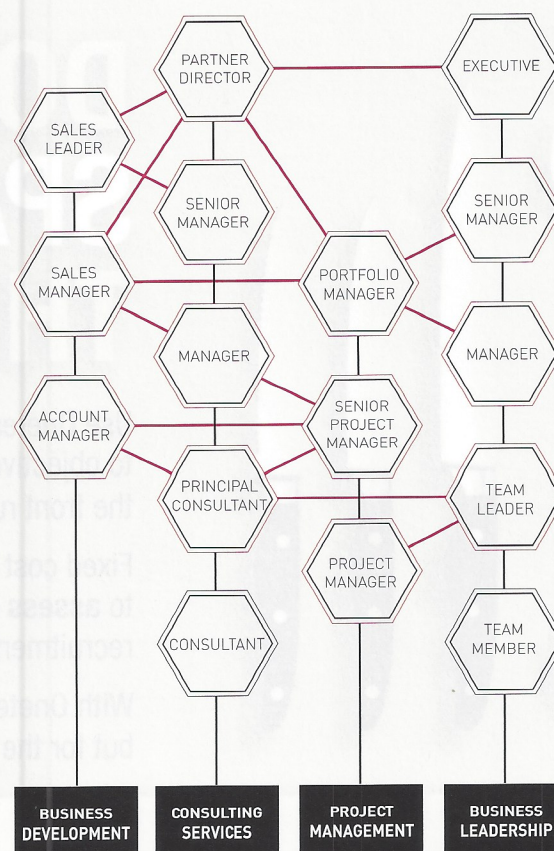 PARTNER
DIRECTOR
EXECUTIVE
SALES
LEADER
SENIOR
MANAGER
SENIOR
MANAGER
SALES
MANAGER
PORTFOLIO
MANAGER
MANAGER
MANAGER
ACCOUNT
MANAGER
SENIOR
PROJECT
MANAGER
PRINCIPAL
CONSULTANT
TEAM
LEADER
PROJECT
MANAGER
CONSULTANT
TEAM
MEMBER
BUSINESS
DEVELOPMENT
CONSULTING
SERVICES
PROJECT
MANAGEMENT
BUSINESS
LEADERSHIP